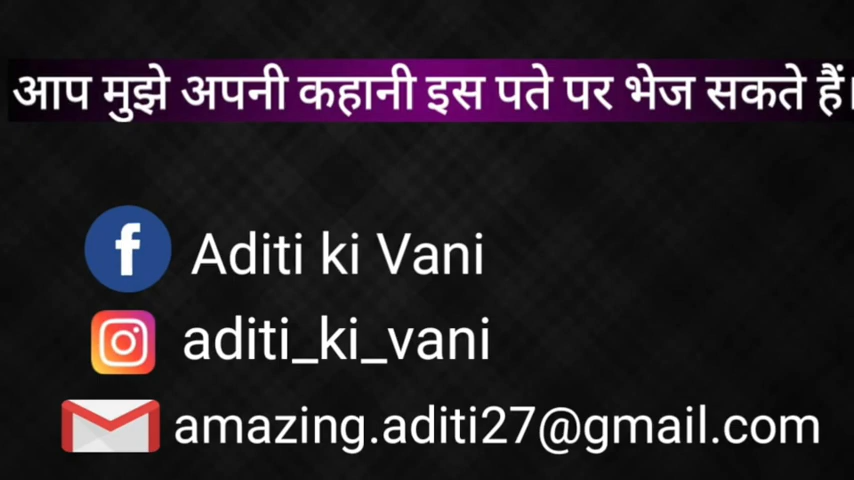 आप मुझे अपनी कहानी इस पते पर भेज सकते हैं।
Aditi ki Vani
aditi_ki_vani
amazing.aditi27@gmail.com